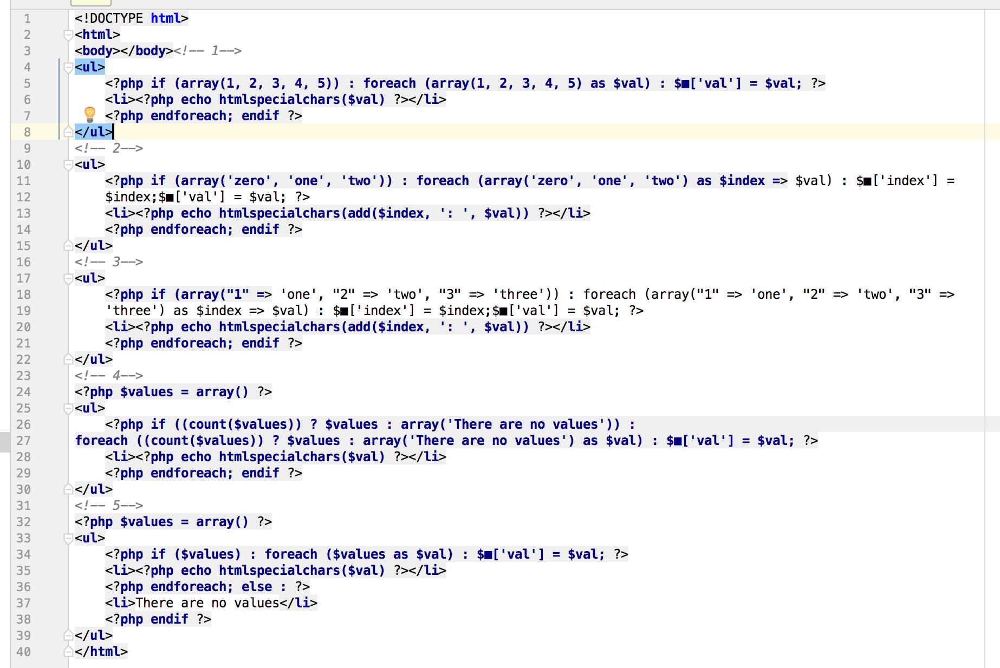 1 <!DOCTYPE html>
2 <html>
3 <body></body><!-- 1-->
4 <ul>
5     <?php if (array(1, 2, 3, 4, 5)) : foreach (array(1, 2, 3, 4, 5) as $val) : $■['val'] = $val; ?>
6     <li><?php echo htmlspecialchars($val) ?></li>
7     <?php endforeach; endif ?>
8 </ul>
9 <!-- 2-->
10 <ul>
11     <?php if (array('zero', 'one', 'two')) : foreach (array('zero', 'one', 'two') as $index => $val) : $■['index'] =
12     $index;$■['val'] = $val; ?>
13     <li><?php echo htmlspecialchars(add($index, ': ', $val)) ?></li>
14     <?php endforeach; endif ?>
15 </ul>
16 <!-- 3-->
17 <ul>
18     <?php if (array("1" => 'one', "2" => 'two', "3" => 'three')) : foreach (array("1" => 'one', "2" => 'two', "3" =>
19     'three') as $index => $val) : $■['index'] = $index;$■['val'] = $val; ?>
20     <li><?php echo htmlspecialchars(add($index, ': ', $val)) ?></li>
21     <?php endforeach; endif ?>
22 </ul>
23 <!-- 4-->
24 <?php $values = array() ?>
25 <ul>
26     <?php if ((count($values)) ? $values : array('There are no values')) :
27 foreach ((count($values)) ? $values : array('There are no values') as $val) : $■['val'] = $val; ?>
28     <li><?php echo htmlspecialchars($val) ?></li>
29     <?php endforeach; endif ?>
30 </ul>
31 <!-- 5-->
32 <?php $values = array() ?>
33 <ul>
34     <?php if ($values) : foreach ($values as $val) : $■['val'] = $val; ?>
35     <li><?php echo htmlspecialchars($val) ?></li>
36     <?php endforeach; else : ?>
37     <li>There are no values</li>
38     <?php endif ?>
39 </ul>
40 </html>